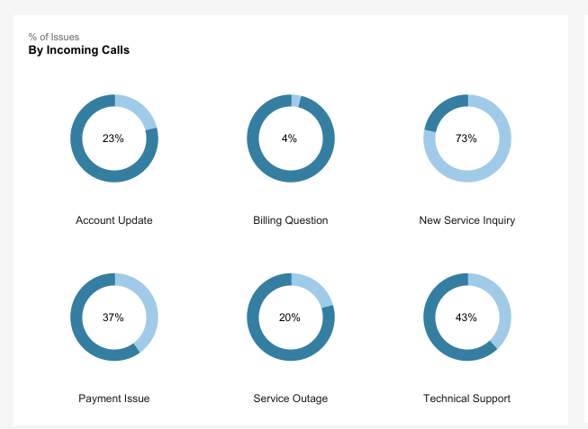 % of Issues
By Incoming Calls
23%
4%
73%
Account Update
Billing Question
New Service Inquiry
37%
20%
43%
Payment Issue
Service Outage
Technical Support